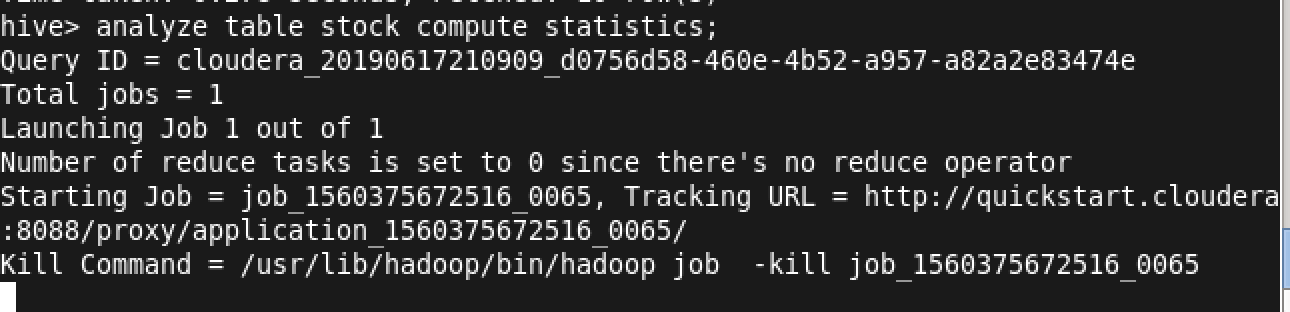 hive> analyze table stock compute statistics;
Query ID = cloudera_20190617210909_d0756d58-460e-4b52-a957-a82a2e83474e
Total jobs = 1
Launching Job 1 out of 1
Number of reduce tasks is set to 0 since there's no reduce operator
Starting Job = job_1560375672516_0065, Tracking URL = http://quickstart.cloudera
:8088/proxy/application_1560375672516_0065/
Kill Command = /usr/lib/hadoop/bin/hadoop job  -kill job_1560375672516_0065